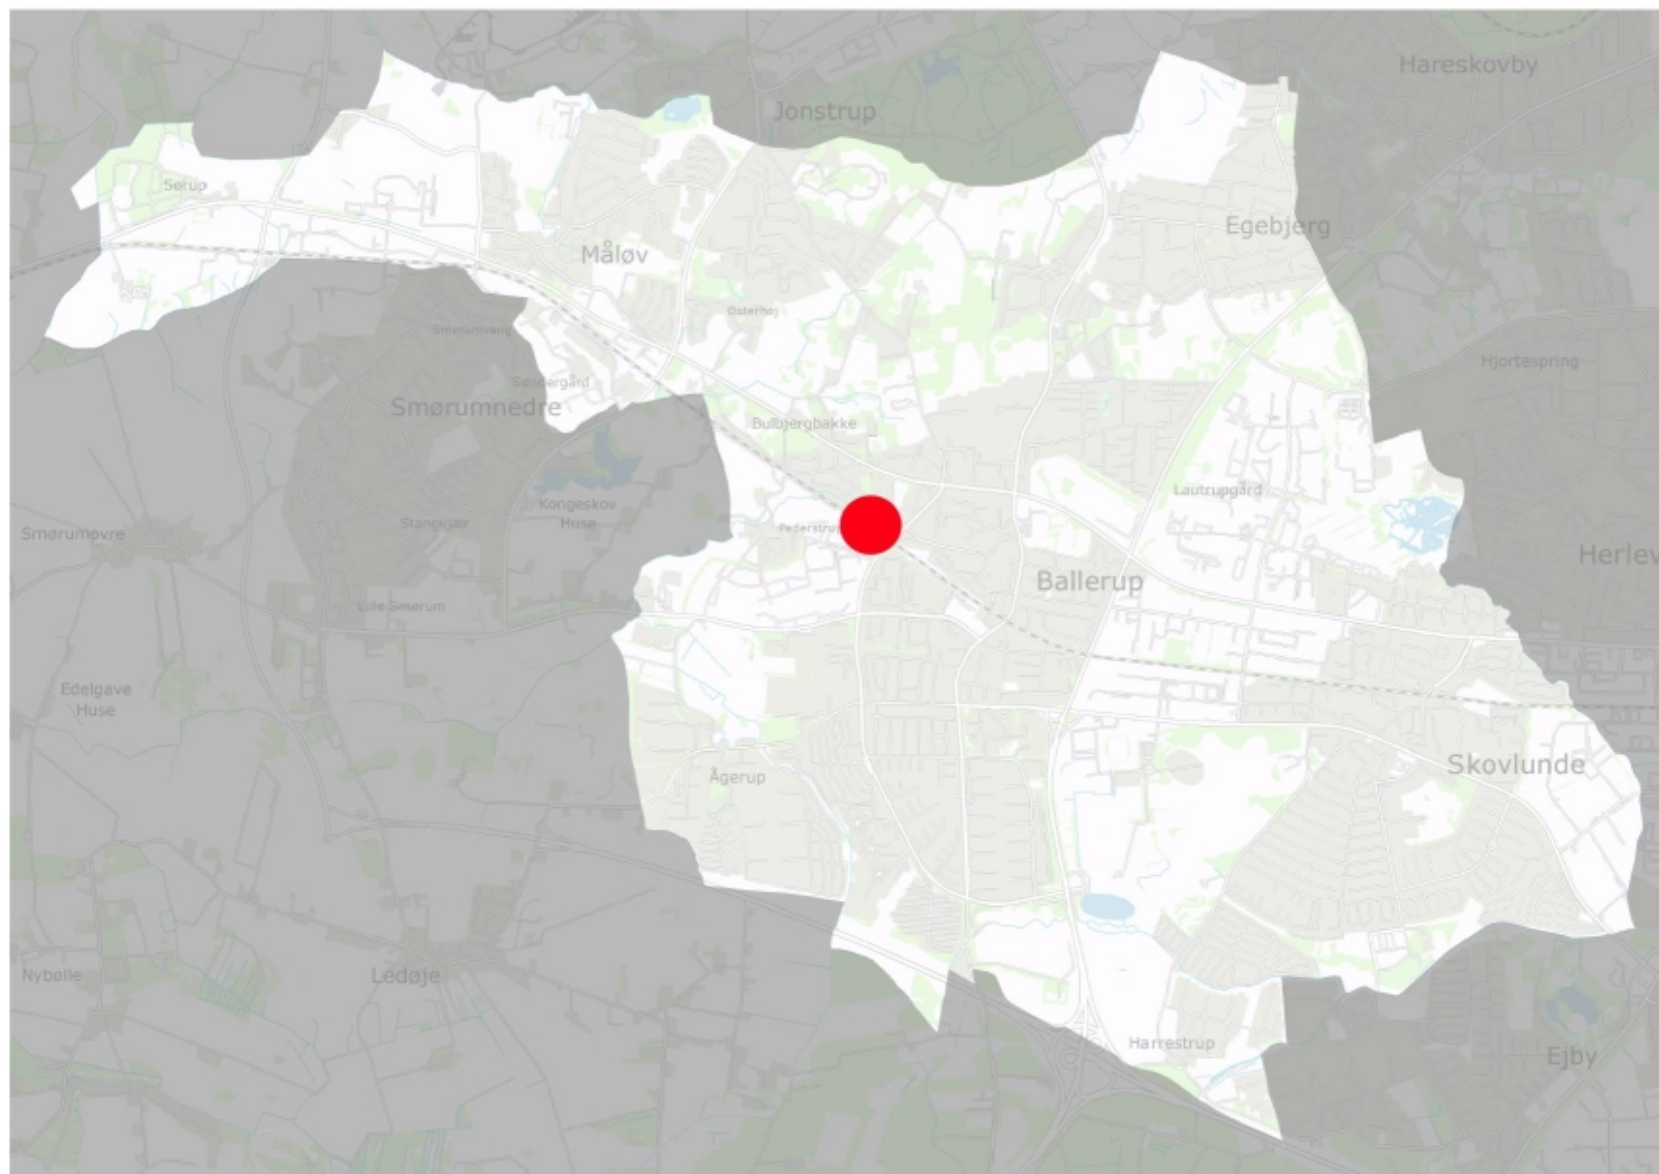 Hareskovby
Jonstrup
Sørup
Egebjerg
Måløv
Østerhøj
Smørumvang
Hjortespring
Søndergård
Smørumnedre
Bulbjergbakke
Lautrupgård
Kongeskov
Huse
Stangkjær
Smørumovre
Herlev
Ballerup
Lille Smørum
Edelgave
Huse
Skovlunde
Ågerup
Nybølle
Ledøje
Harrestrup
Ejby